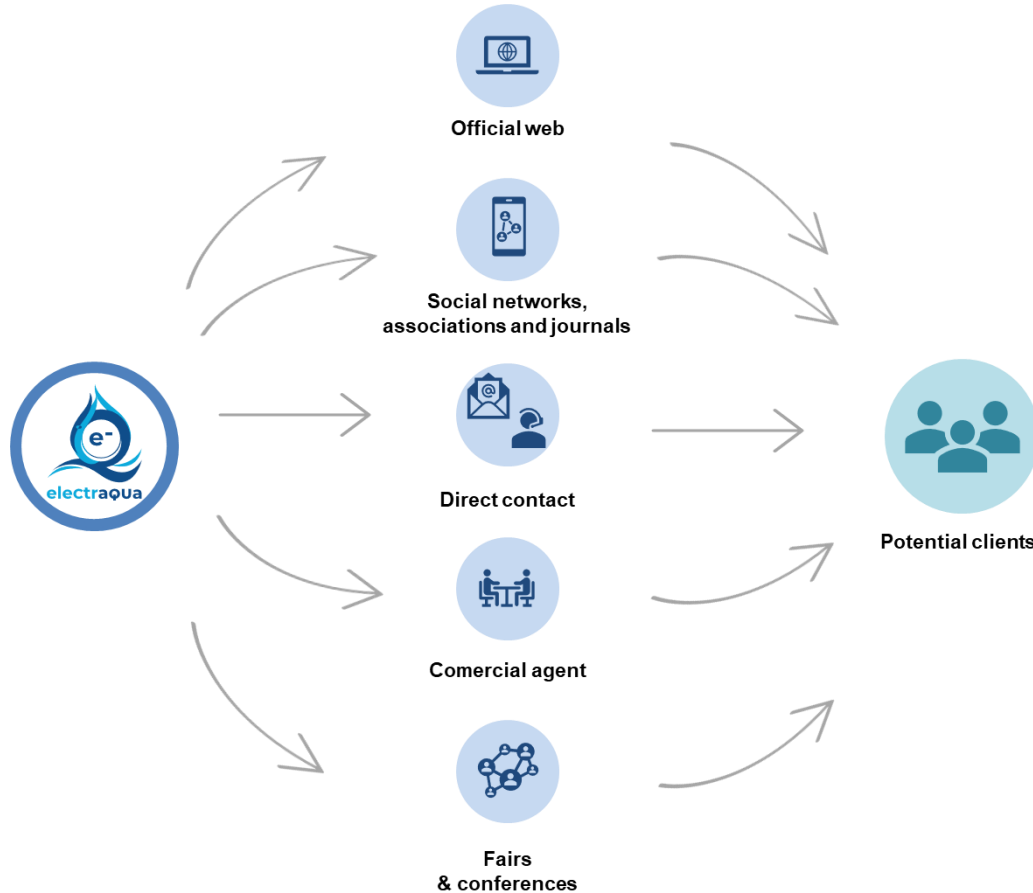 Official web
Social networks,
associations and journals
@
e-
electraqua
Direct contact
Potential clients
Comercial agent
Fairs
& conferences